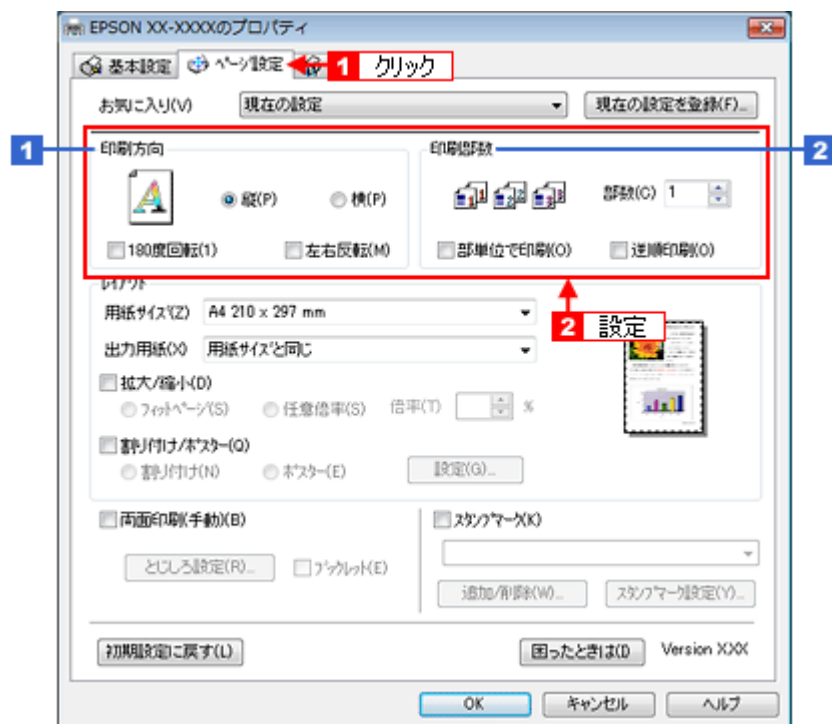 EPSON XX-XXXXのプロパティ
基本設定 ページ設定 1 クリック
お気に入り(V) 現在の設定 現在の設定を登録(F)...
1 印刷方向 印刷部数 2
縦(P) 横(P) 部数(C) 1
180度回転(1) 左右反転(M) 部単位で印刷(O) 逆順印刷(O)
レイアウト
用紙サイズ(Z) A4 210 x 297 mm 2 設定
出力用紙(X) 用紙サイズと同じ
拡大/縮小(D)
フィットページ(S) 任意倍率(S) 倍率(T) %
割り付け/ポスター(Q)
割り付け(N) ポスター(E) 設定(G)...
両面印刷(手動)(B) スタンプマーク(K)
とじしろ設定(R)... ブックレット(E)
追加/削除(W)... スタンプマーク設定(Y)...
初期設定に戻す(L) 困ったときは(I) Version X.XX
OK キャンセル ヘルプ